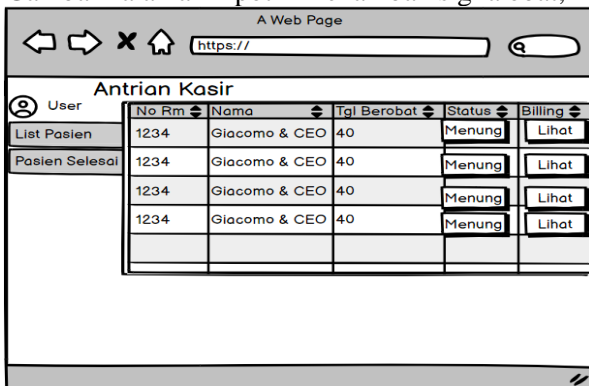 A Web Page
https://
Antrian Kasir
User
List Pasien
Pasien Selesai
No Rm Nama Tgl Berobat Status Billing
1234 Giacomo & CEO 40 Menung Lihat
1234 Giacomo & CEO 40 Menung Lihat
1234 Giacomo & CEO 40 Menung Lihat
1234 Giacomo & CEO 40 Menung Lihat